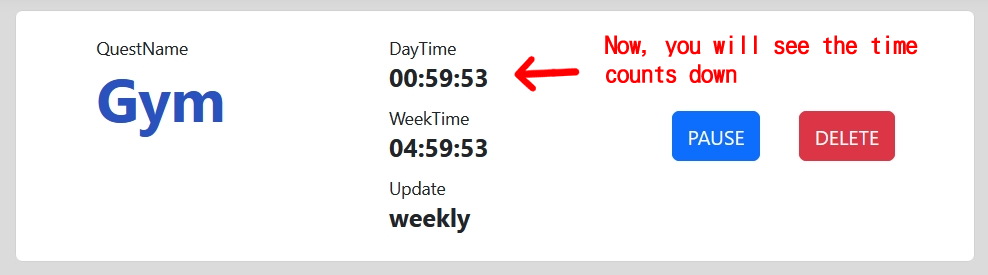 QuestName
Gym
DayTime
00:59:53
WeekTime
04:59:53
Update
weekly
Now, you will see the time
counts down
PAUSE
DELETE